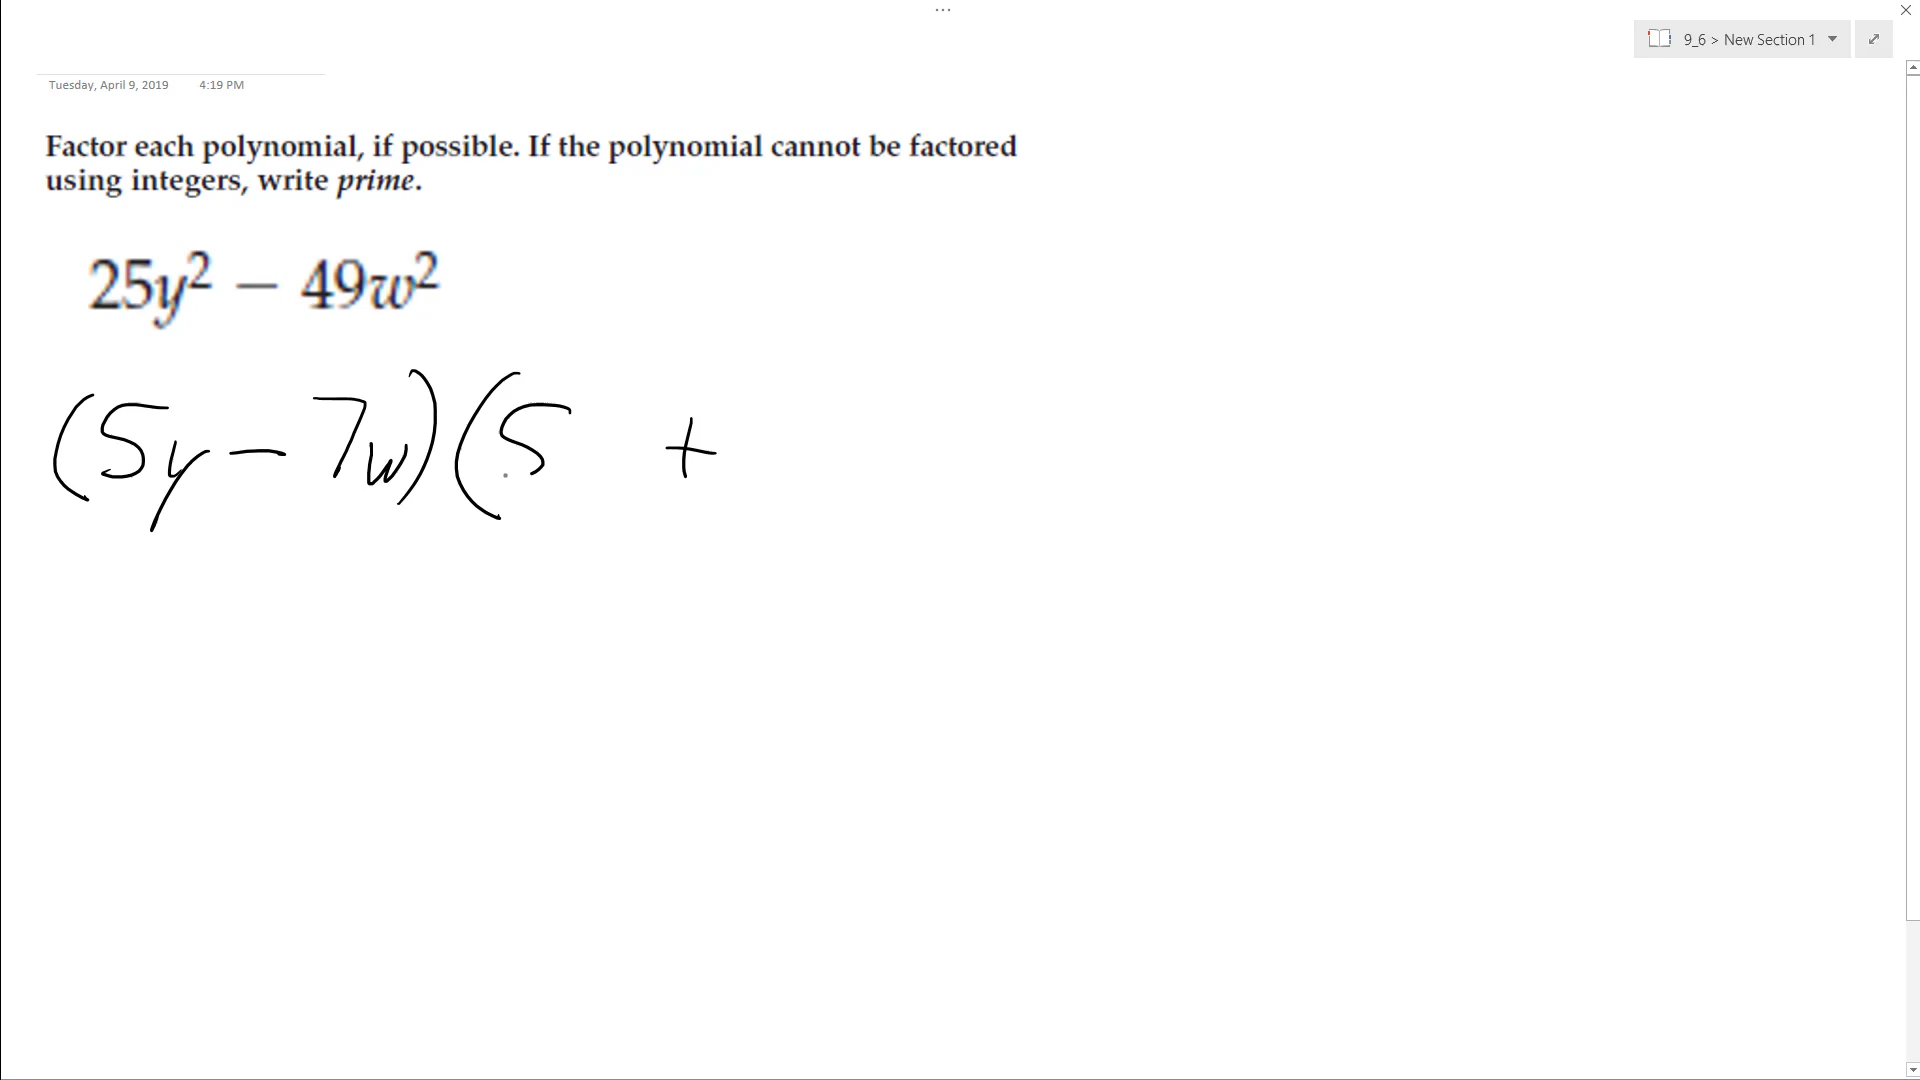 ...
9_6 > New Section 1
Tuesday, April 9, 2019 4:19 PM
Factor each polynomial, if possible. If the polynomial cannot be factored
using integers, write prime.
25y² – 49w²
(5y – 7w)(5 +